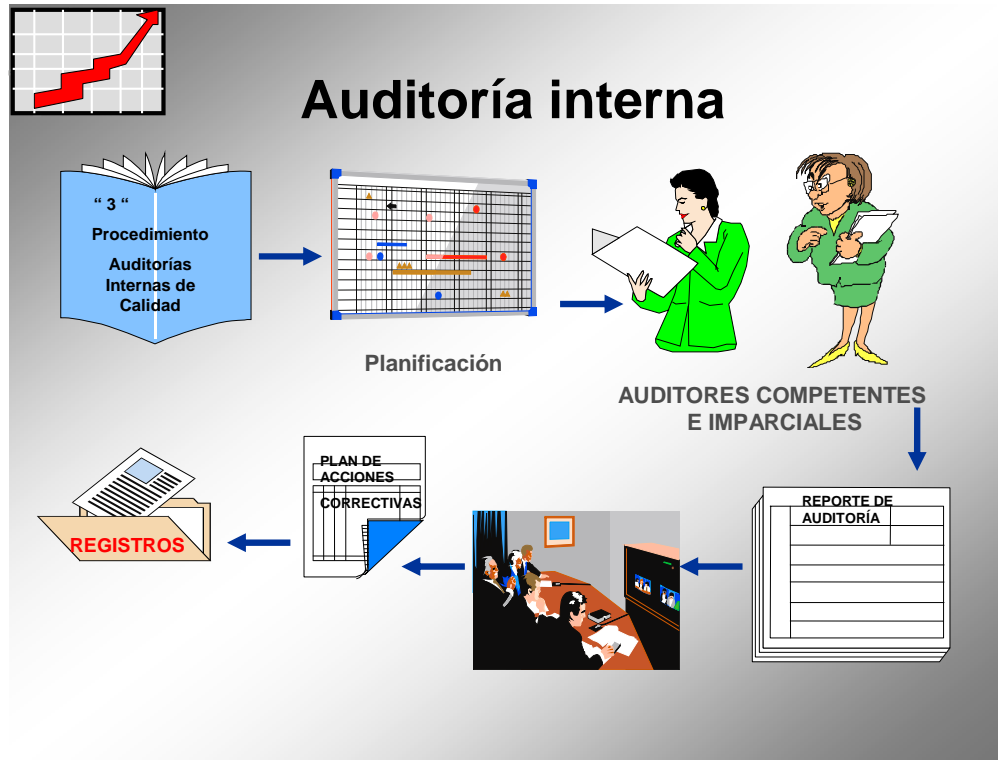 Auditoría interna
“ 3 “
Procedimiento
Auditorías
Internas de
Calidad
Planificación
AUDITORES COMPETENTES
E IMPARCIALES
REPORTE DE
AUDITORÍA
PLAN DE
ACCIONES
CORRECTIVAS
REGISTROS